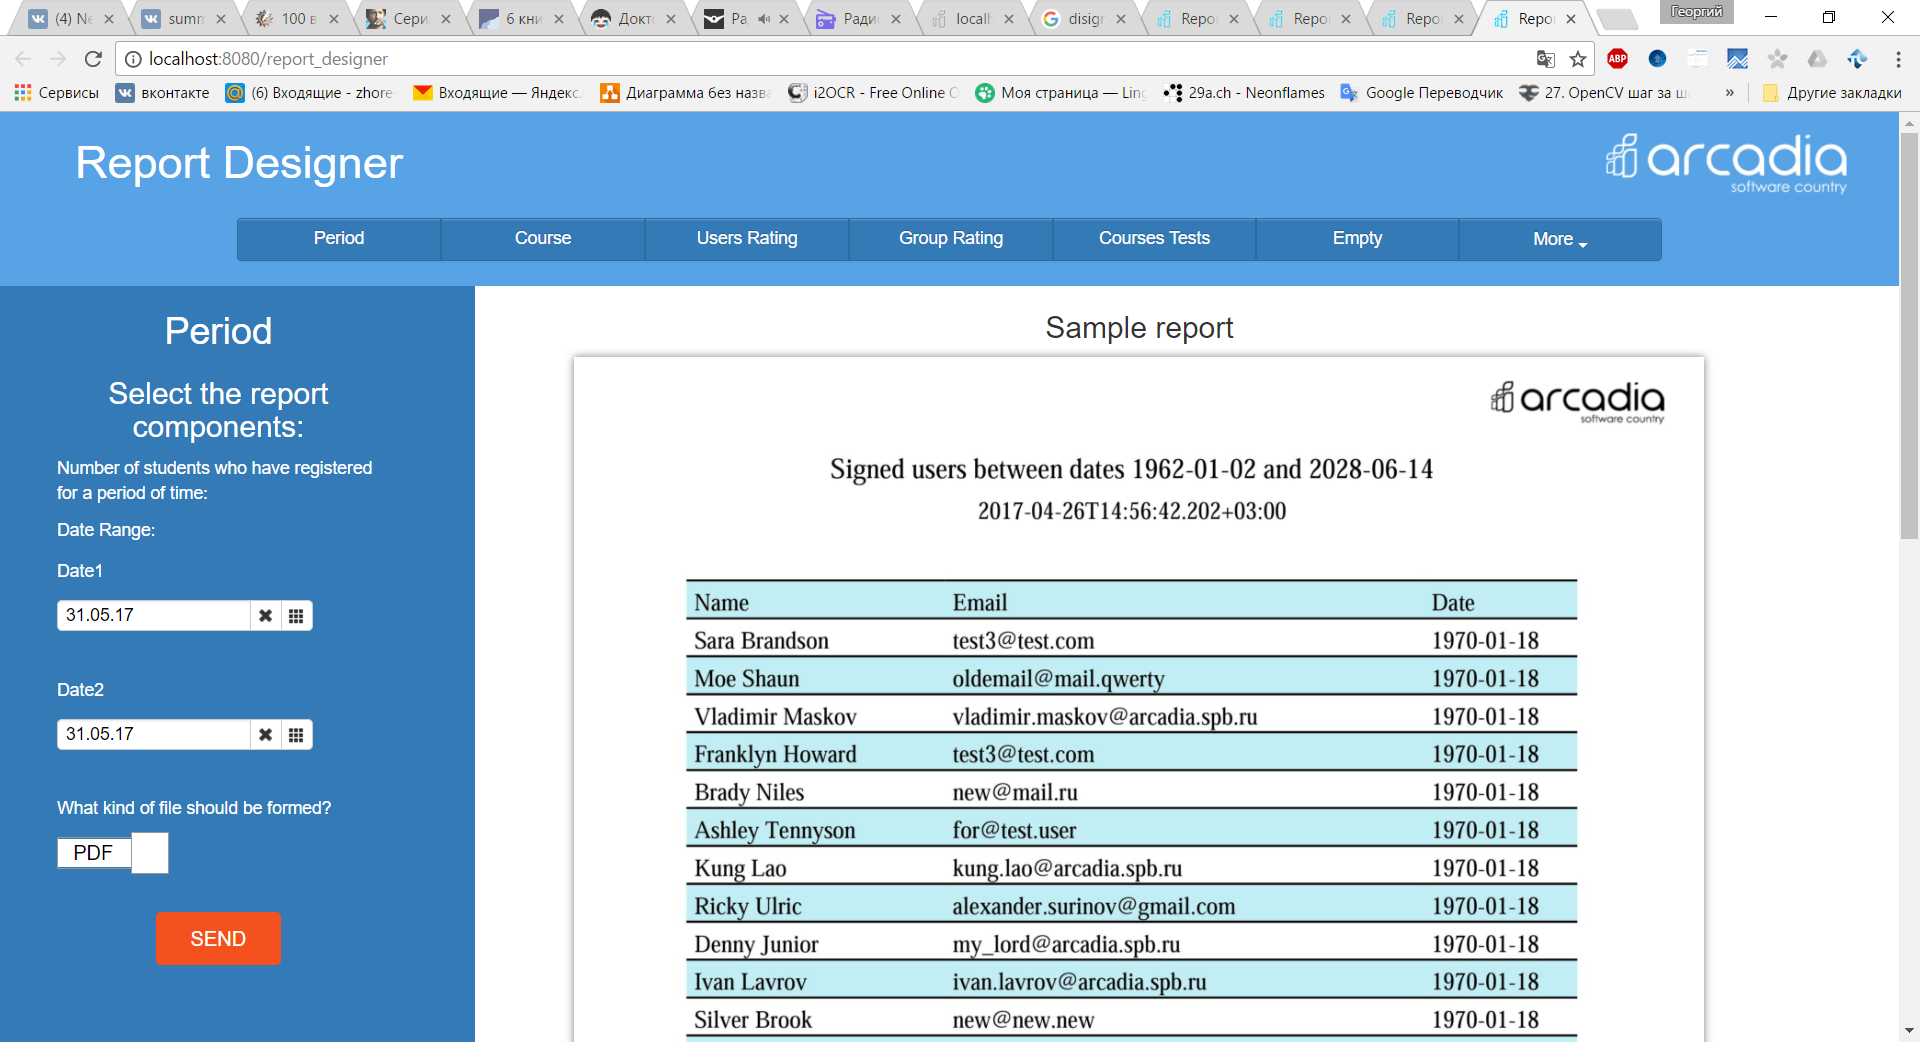 (4) Ne
summ
100 в
Сери
6 кни
Докто
Ра
Ради
localh
disigr
Repor
Repor
Repor
Repor
Георгий
localhost:8080/report_designer
ABP
Сервисы
вконтакте
(6) Входящие - zhore
Входящие — Яндекс.
Диаграмма без назва
i2OCR - Free Online O
Моя страница — Lin
29a.ch - Neonflames
Google Переводчик
27. OpenCV шаг за ш
»
Другие закладки
Report Designer
arcadia
software country
Period
Course
Users Rating
Group Rating
Courses Tests
Empty
More
Period
Select the report
components:
Number of students who have registered
for a period of time:
Date Range:
Date1
31.05.17
Date2
31.05.17
What kind of file should be formed?
PDF
SEND
Sample report
arcadia
software country
Signed users between dates 1962-01-02 and 2028-06-14
2017-04-26T14:56:42.202+03:00
Name Email Date
Sara Brandson test3@test.com 1970-01-18
Moe Shaun oldemail@mail.qwerty 1970-01-18
Vladimir Maskov vladimir.maskov@arcadia.spb.ru 1970-01-18
Franklyn Howard test3@test.com 1970-01-18
Brady Niles new@mail.ru 1970-01-18
Ashley Tennyson for@test.user 1970-01-18
Kung Lao kung.lao@arcadia.spb.ru 1970-01-18
Ricky Ulric alexander.surinov@gmail.com 1970-01-18
Denny Junior my_lord@arcadia.spb.ru 1970-01-18
Ivan Lavrov ivan.lavrov@arcadia.spb.ru 1970-01-18
Silver Brook new@new.new 1970-01-18